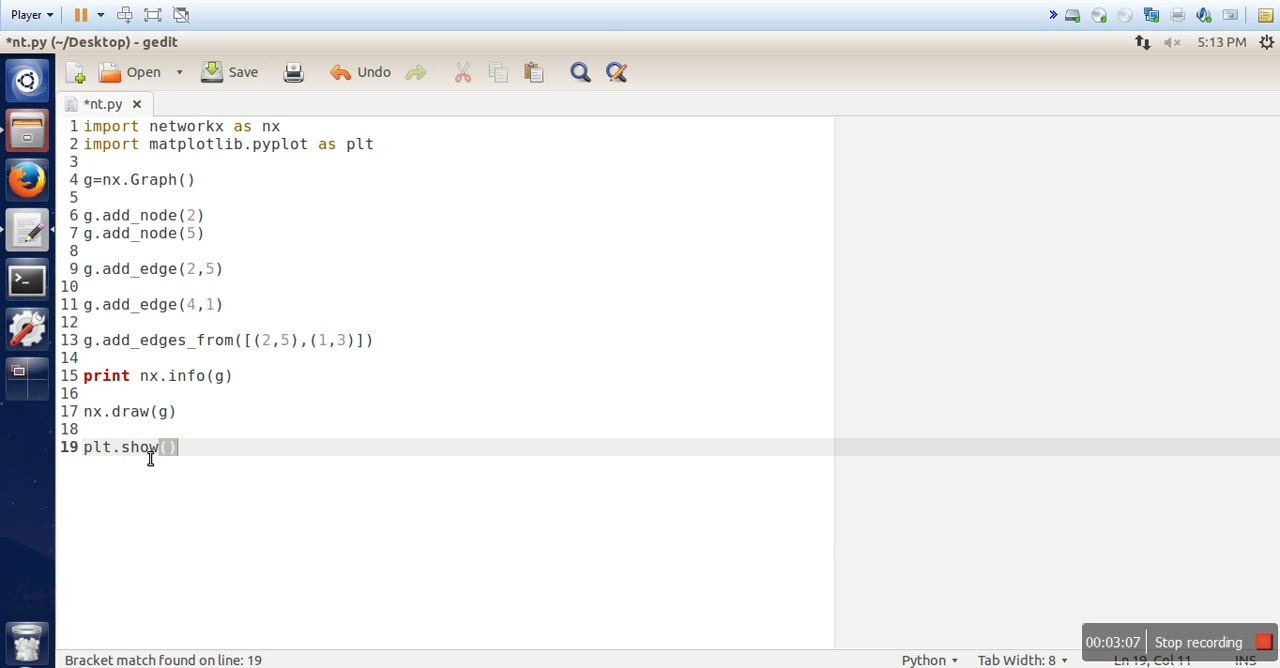 Player
*nt.py (~/Desktop) - gedit
5:13 PM
Open
Save
Undo
*nt.py
1 import networkx as nx
2 import matplotlib.pyplot as plt
3
4 g=nx.Graph()
5
6 g.add_node(2)
7 g.add_node(5)
8
9 g.add_edge(2,5)
10
11 g.add_edge(4,1)
12
13 g.add_edges_from([(2,5),(1,3)])
14
15 print nx.info(g)
16
17 nx.draw(g)
18
19 plt.show()
00:03:07 Stop recording
Bracket match found on line: 19
Python
Tab Width: 8
Ln 19, Col 11
INS